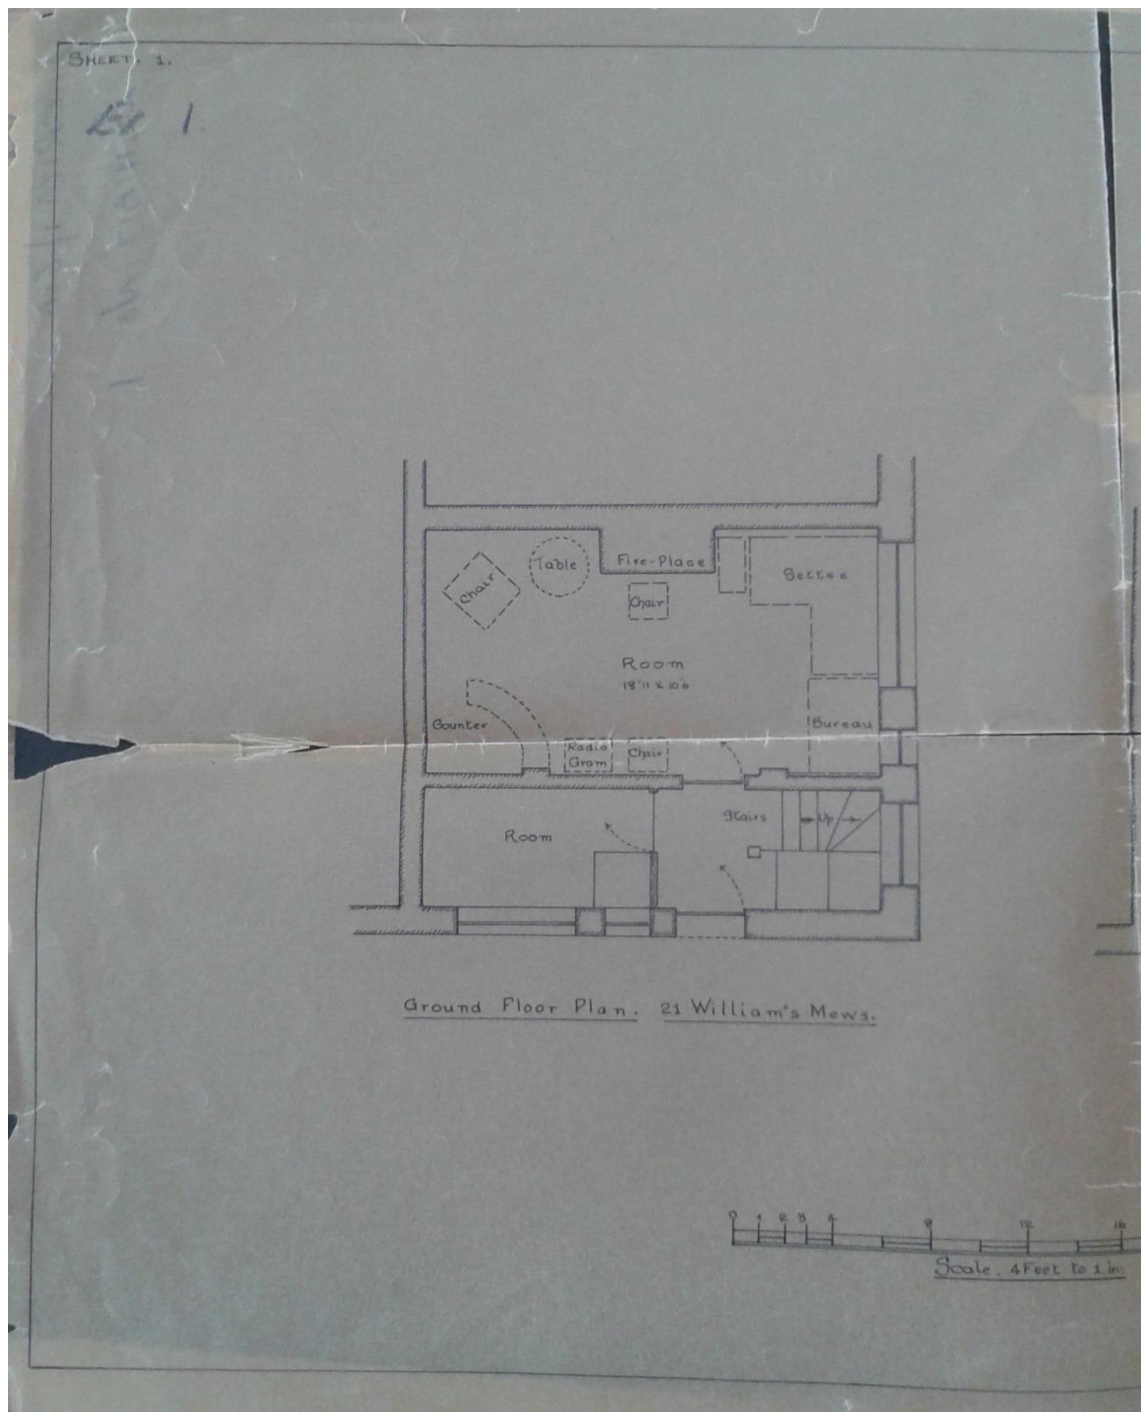 SHEET. 1.
Ex 1.
Fire-Place
Table
Settee
Chair
Chair
Room
18'11 x 10'6
Counter
Bureau
Radio
Gram
Chair
Stairs
Up
Room
Ground Floor Plan. 21 William's Mews.
0 1 2 3 4 8 12 16
Scale. 4 Feet to 1 in